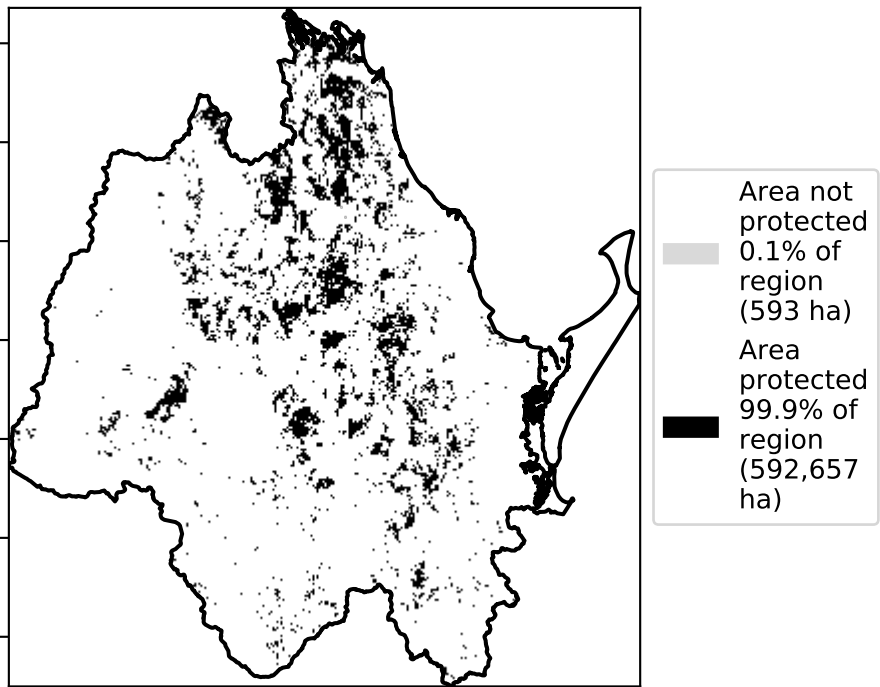 Area not
protected
0.1% of
region
(593 ha)
Area
protected
99.9% of
region
(592,657
ha)